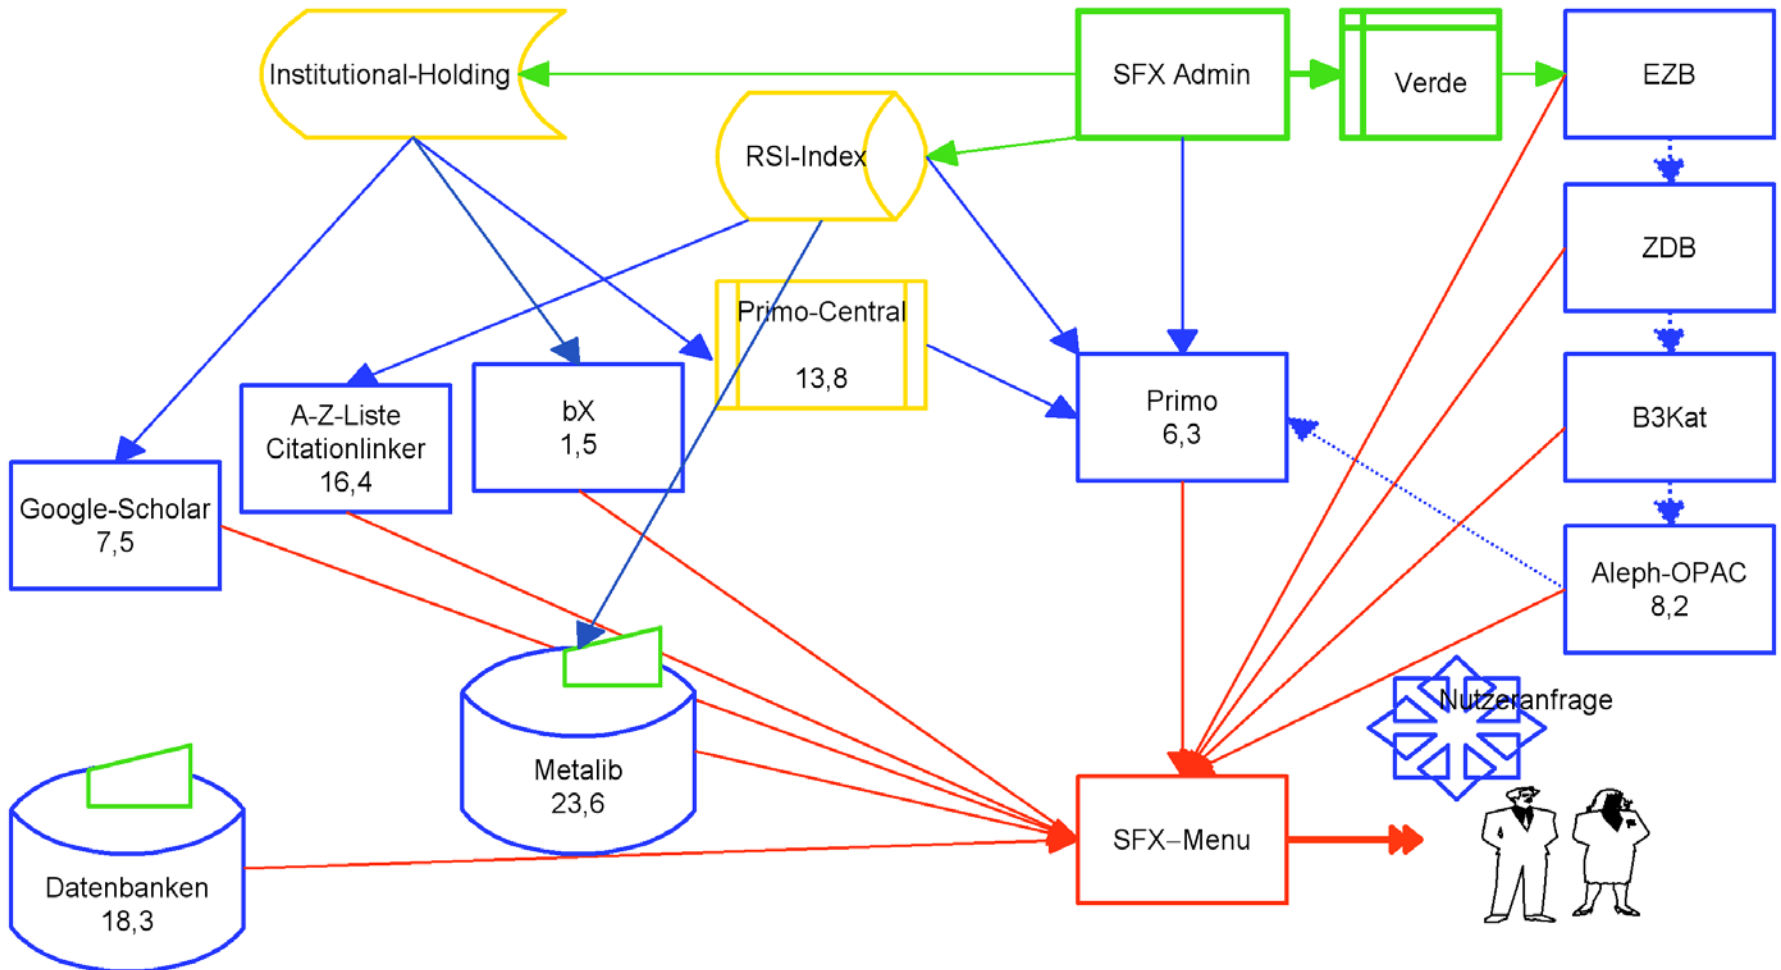 Institutional-Holding
SFX Admin
Verde
EZB
RSI-Index
ZDB
Primo-Central
13,8
A-Z-Liste
Citationlinker
16,4
bX
1,5
Primo
6,3
B3Kat
Google-Scholar
7,5
Aleph-OPAC
8,2
Nutzeranfrage
Metalib
23,6
SFX–Menu
Datenbanken
18,3